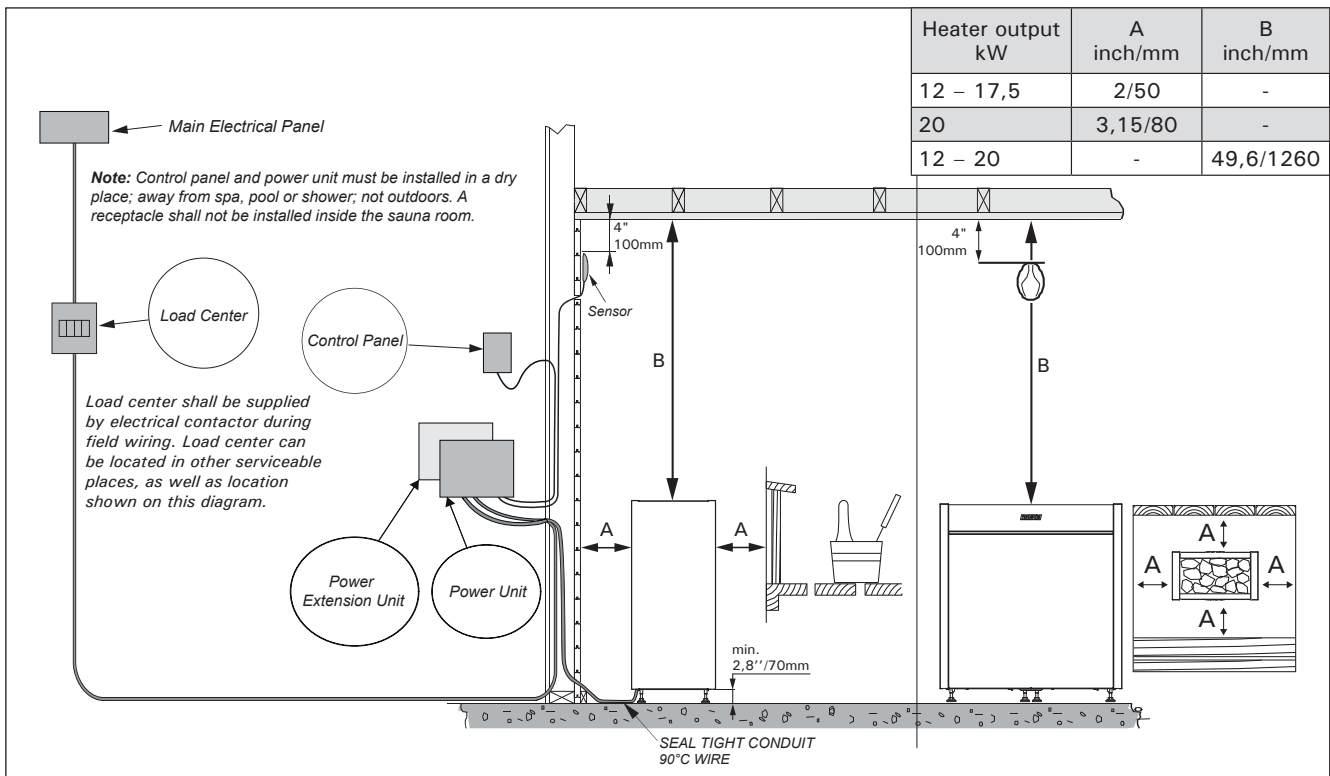 Heater output
kW
A
inch/mm
B
inch/mm
12 – 17,5
2/50
-
20
3,15/80
-
12 – 20
-
49,6/1260
Main Electrical Panel
Note: Control panel and power unit must be installed in a dry
place; away from spa, pool or shower; not outdoors. A
receptacle shall not be installed inside the sauna room.
4"
100mm
4"
100mm
Sensor
Load Center
Control Panel
B
B
Load center shall be supplied
by electrical contactor during
field wiring. Load center can
be located in other serviceable
places, as well as location
shown on this diagram.
A
A
A
A
A
A
Power
Extension Unit
Power Unit
min.
2,8''/70mm
SEAL TIGHT CONDUIT
90°C WIRE